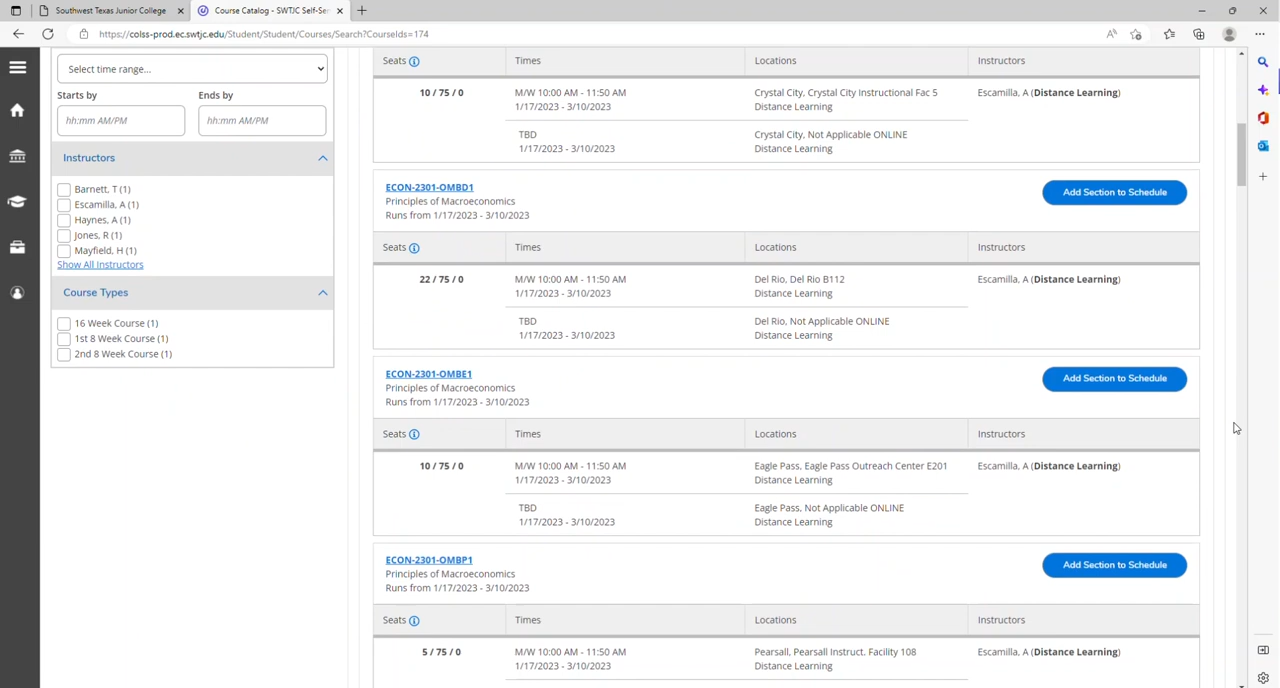 Southwest Texas Junior College
Course Catalog - SWTJC Self-Ser
https://colss-prod.ec.swtjc.edu/Student/Student/Courses/Search?CourseIds=174
Select time range...
Starts by
Ends by
hh:mm AM/PM
hh:mm AM/PM
Instructors
Barnett, T (1)
Escamilla, A (1)
Haynes, A (1)
Jones, R (1)
Mayfield, H (1)
Show All Instructors
Course Types
16 Week Course (1)
1st 8 Week Course (1)
2nd 8 Week Course (1)
Seats Times Locations Instructors
10 / 75 / 0 M/W 10:00 AM - 11:50 AM Crystal City, Crystal City Instructional Fac 5 Escamilla, A (Distance Learning)
1/17/2023 - 3/10/2023 Distance Learning
TBD Crystal City, Not Applicable ONLINE
1/17/2023 - 3/10/2023 Distance Learning
ECON-2301-OMBD1
Principles of Macroeconomics
Runs from 1/17/2023 - 3/10/2023
Add Section to Schedule
Seats Times Locations Instructors
22 / 75 / 0 M/W 10:00 AM - 11:50 AM Del Rio, Del Rio B112 Escamilla, A (Distance Learning)
1/17/2023 - 3/10/2023 Distance Learning
TBD Del Rio, Not Applicable ONLINE
1/17/2023 - 3/10/2023 Distance Learning
ECON-2301-OMBE1
Principles of Macroeconomics
Runs from 1/17/2023 - 3/10/2023
Add Section to Schedule
Seats Times Locations Instructors
10 / 75 / 0 M/W 10:00 AM - 11:50 AM Eagle Pass, Eagle Pass Outreach Center E201 Escamilla, A (Distance Learning)
1/17/2023 - 3/10/2023 Distance Learning
TBD Eagle Pass, Not Applicable ONLINE
1/17/2023 - 3/10/2023 Distance Learning
ECON-2301-OMBP1
Principles of Macroeconomics
Runs from 1/17/2023 - 3/10/2023
Add Section to Schedule
Seats Times Locations Instructors
5 / 75 / 0 M/W 10:00 AM - 11:50 AM Pearsall, Pearsall Instruct. Facility 108 Escamilla, A (Distance Learning)
1/17/2023 - 3/10/2023 Distance Learning